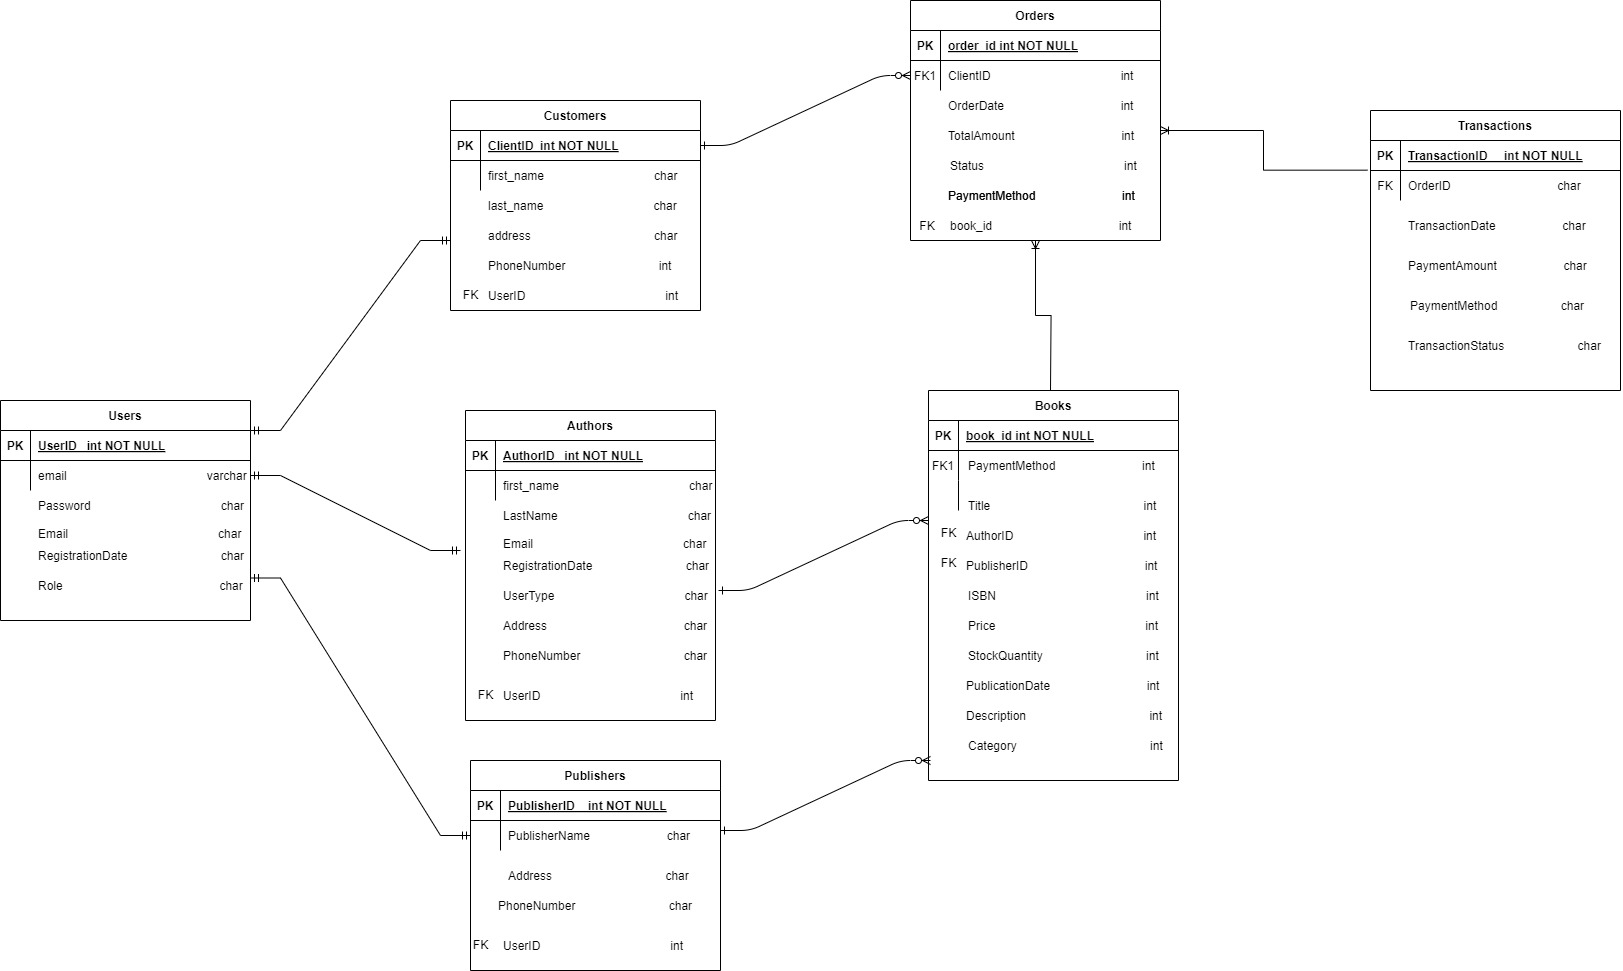 Orders
PK order_id int NOT NULL
FK1 ClientID int
OrderDate int
TotalAmount int
Status int
PaymentMethod int
FK book_id int
Customers
PK ClientID int NOT NULL
first_name char
last_name char
address char
PhoneNumber int
FK UserID int
Transactions
PK TransactionID int NOT NULL
FK OrderID char
TransactionDate char
PaymentAmount char
PaymentMethod char
TransactionStatus char
Users
PK UserID int NOT NULL
email varchar
Password char
Email char
RegistrationDate char
Role char
Authors
PK AuthorID int NOT NULL
first_name char
LastName char
Email char
RegistrationDate char
UserType char
Address char
PhoneNumber char
FK UserID int
Books
PK book_id int NOT NULL
FK1 PaymentMethod int
Title int
FK AuthorID int
FK PublisherID int
ISBN int
Price int
StockQuantity int
PublicationDate int
Description int
Category int
Publishers
PK PublisherID int NOT NULL
PublisherName char
Address char
PhoneNumber char
FK UserID int